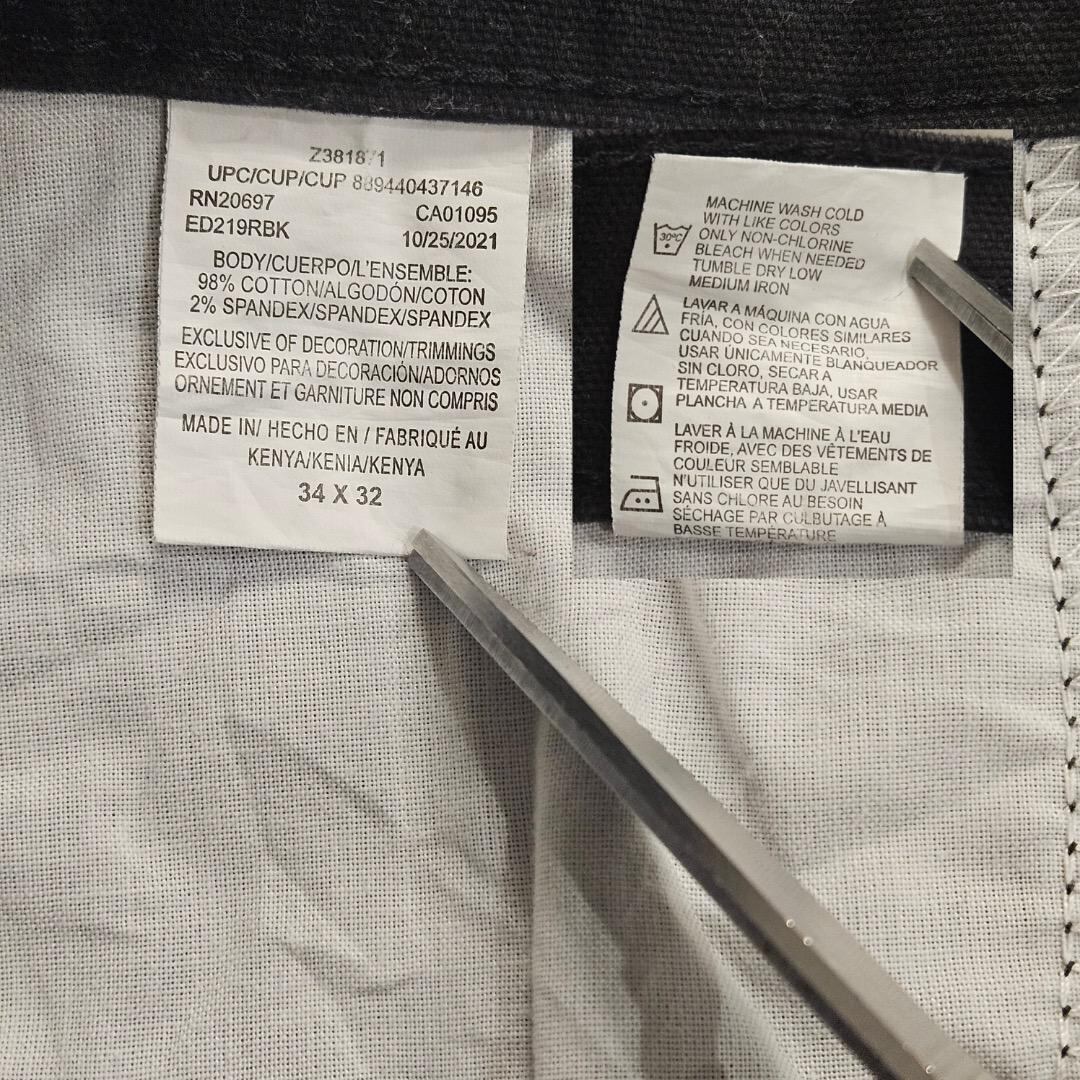 UPC/CUP/CUP 889440437146
RN20697
CA01095
ED219RBK
10/25/2021
BODY/CUERPO/L'ENSEMBLE:
98% COTTON/ALGODÓN/COTON
2% SPANDEX/SPANDEX/SPANDEX
EXCLUSIVE OF DECORATION/TRIMMINGS
EXCLUSIVO PARA DECORACIÓN/ADORNOS
ORNEMENT ET GARNITURE NON COMPRIS
MADE IN/ HECHO EN / FABRIQUÉ AU
KENYA/KENIA/KENYA
34 X 32
MACHINE WASH COLD
WITH LIKE COLORS
ONLY NON-CHLORINE
BLEACH WHEN NEEDED
TUMBLE DRY LOW
MEDIUM IRON
30°C
LAVAR A MÁQUINA CON AGUA
FRÍA, CON COLORES SIMILARES
CUANDO SEA NECESARIO,
USAR ÚNICAMENTE BLANQUEADOR
SIN CLORO, SECAR A
TEMPERATURA BAJA, USAR
PLANCHA A TEMPERATURA MEDIA
LAVER À LA MACHINE À L'EAU
FROIDE, AVEC DES VÊTEMENTS DE
COULEUR SEMBLABLE
N'UTILISER QUE DU JAVELLISANT
SANS CHLORE AU BESOIN
SÉCHAGE PAR CULBUTAGE À
BASSE TEMPÉRATURE